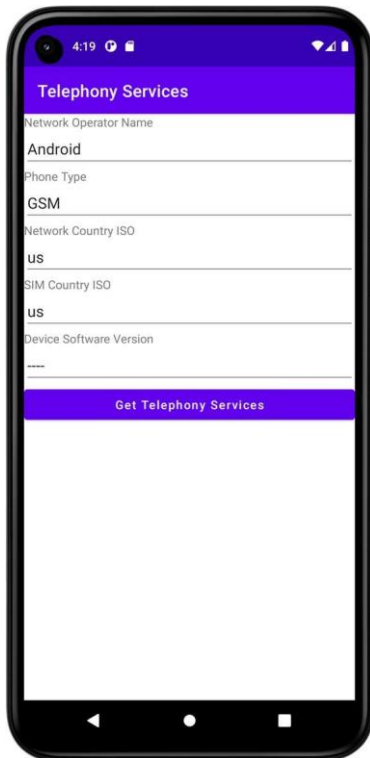 4:19
Telephony Services
Network Operator Name
Android
Phone Type
GSM
Network Country ISO
us
SIM Country ISO
us
Device Software Version
----
Get Telephony Services